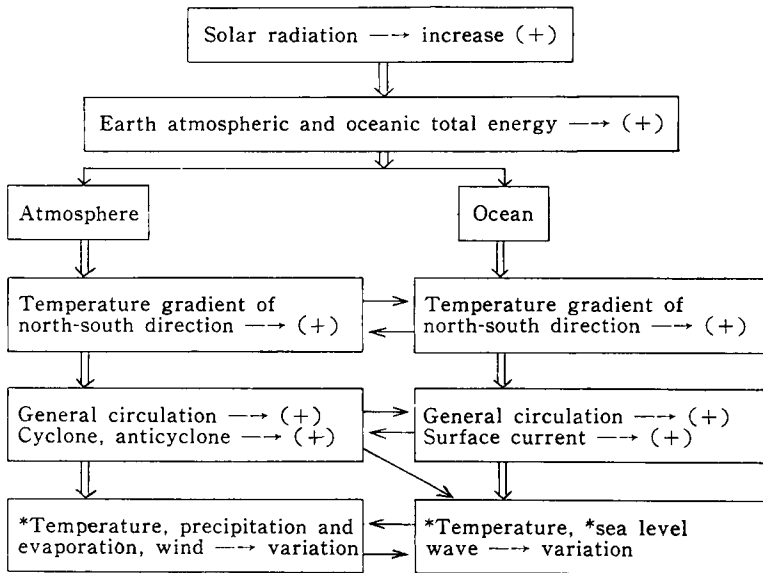 Solar radiation ―→ increase (+)
Earth atmospheric and oceanic total energy ―→ (+)
Atmosphere
Ocean
Temperature gradient of
north-south direction ―→ (+)
Temperature gradient of
north-south direction ―→ (+)
General circulation ―→ (+)
Cyclone, anticyclone ―→ (+)
General circulation ―→ (+)
Surface current ―→ (+)
*Temperature, precipitation and
evaporation, wind ―→ variation
*Temperature, *sea level
wave ―→ variation